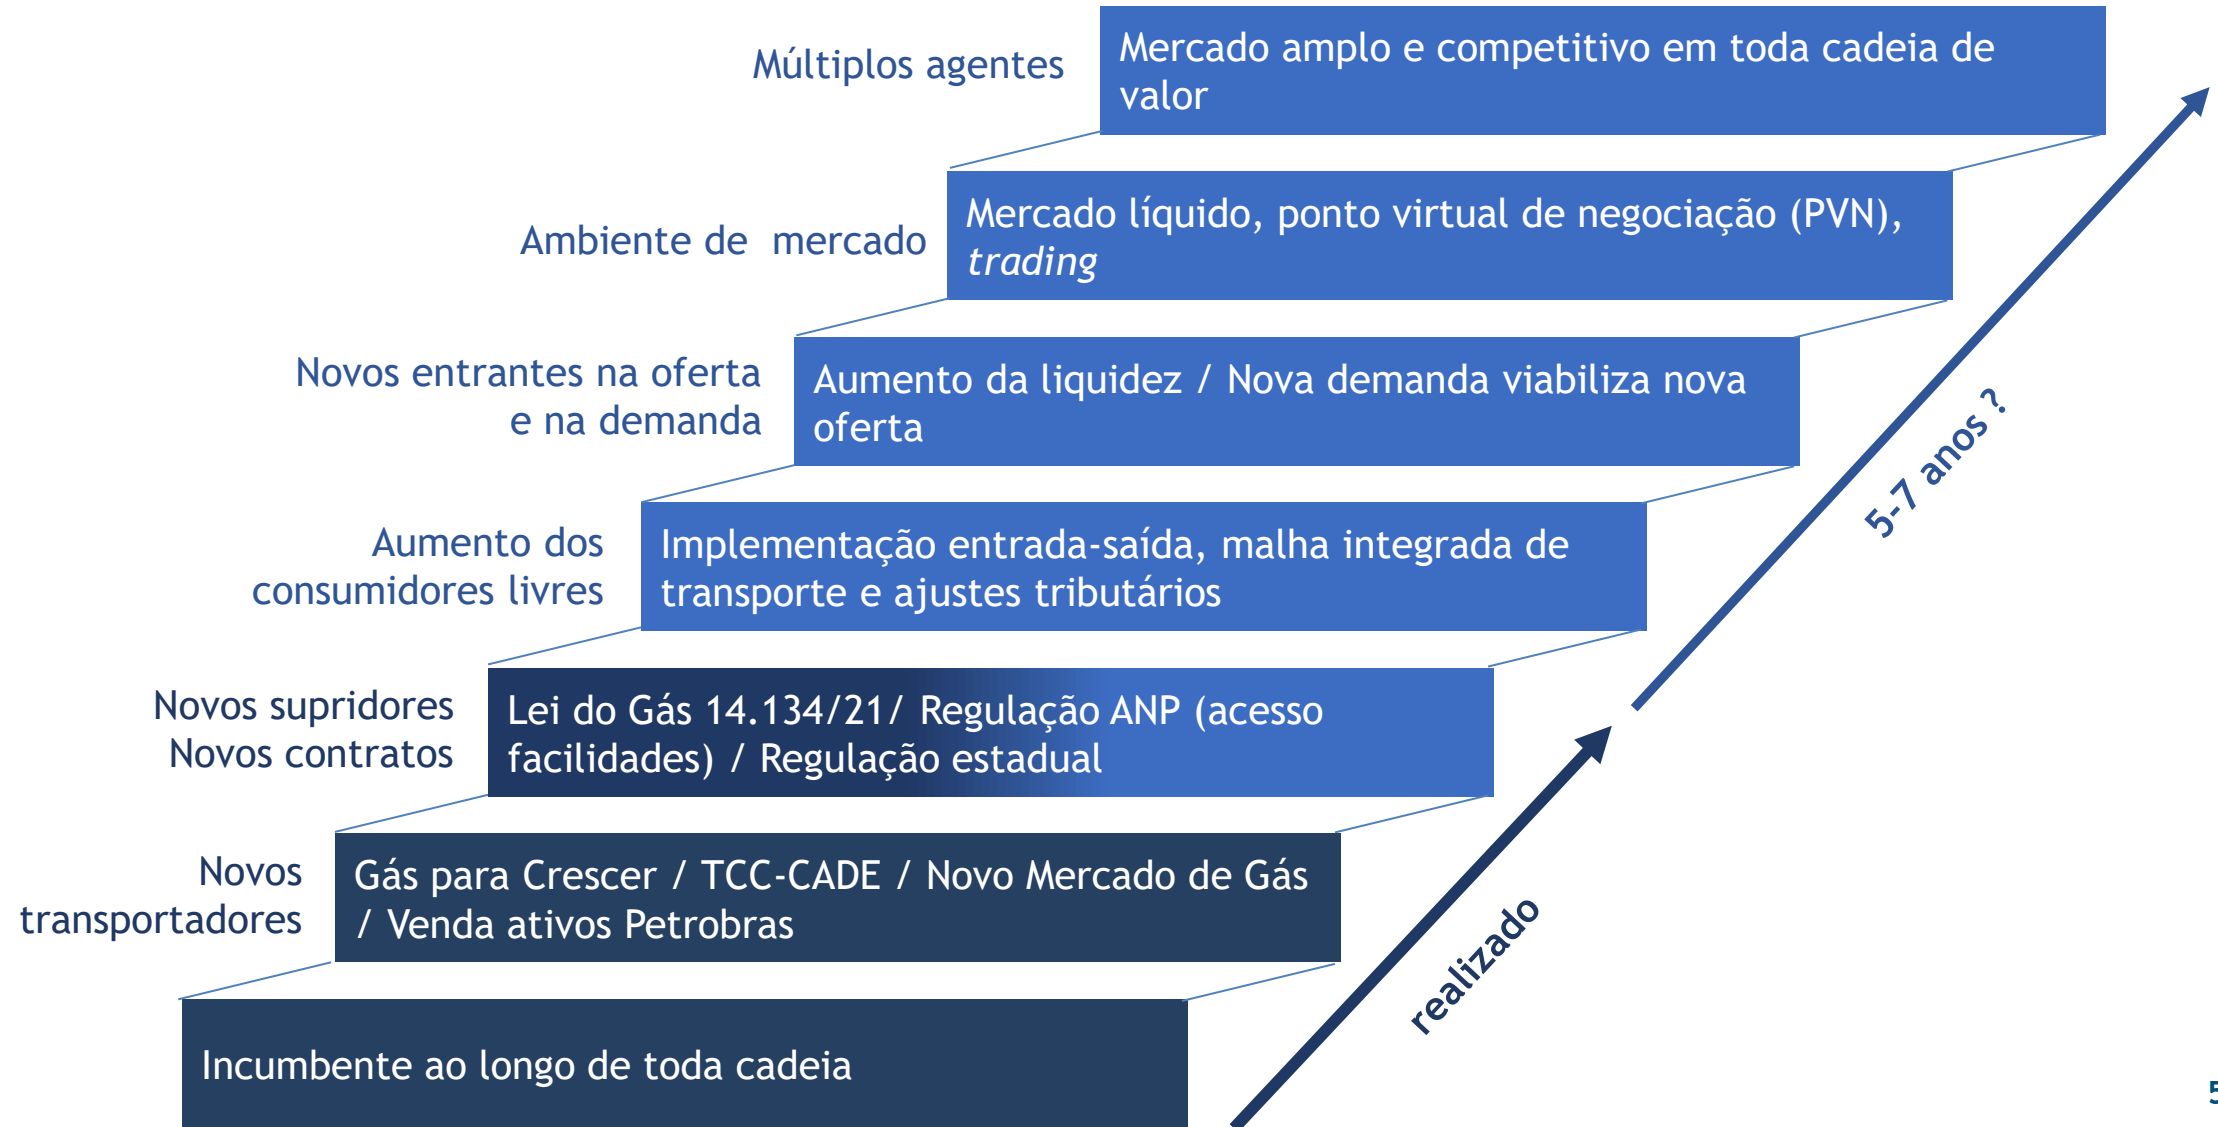 Múltiplos agentes
Mercado amplo e competitivo em toda cadeia de
valor
Ambiente de  mercado
Mercado líquido, ponto virtual de negociação (PVN),
trading
Novos entrantes na oferta
e na demanda
Aumento da liquidez / Nova demanda viabiliza nova
oferta
5-7 anos ?
Aumento dos
consumidores livres
Implementação entrada-saída, malha integrada de
transporte e ajustes tributários
Novos supridores
Novos contratos
Lei do Gás 14.134/21/ Regulação ANP (acesso
facilidades) / Regulação estadual
Novos
transportadores
Gás para Crescer / TCC-CADE / Novo Mercado de Gás
/ Venda ativos Petrobras
realizado
Incumbente ao longo de toda cadeia
5